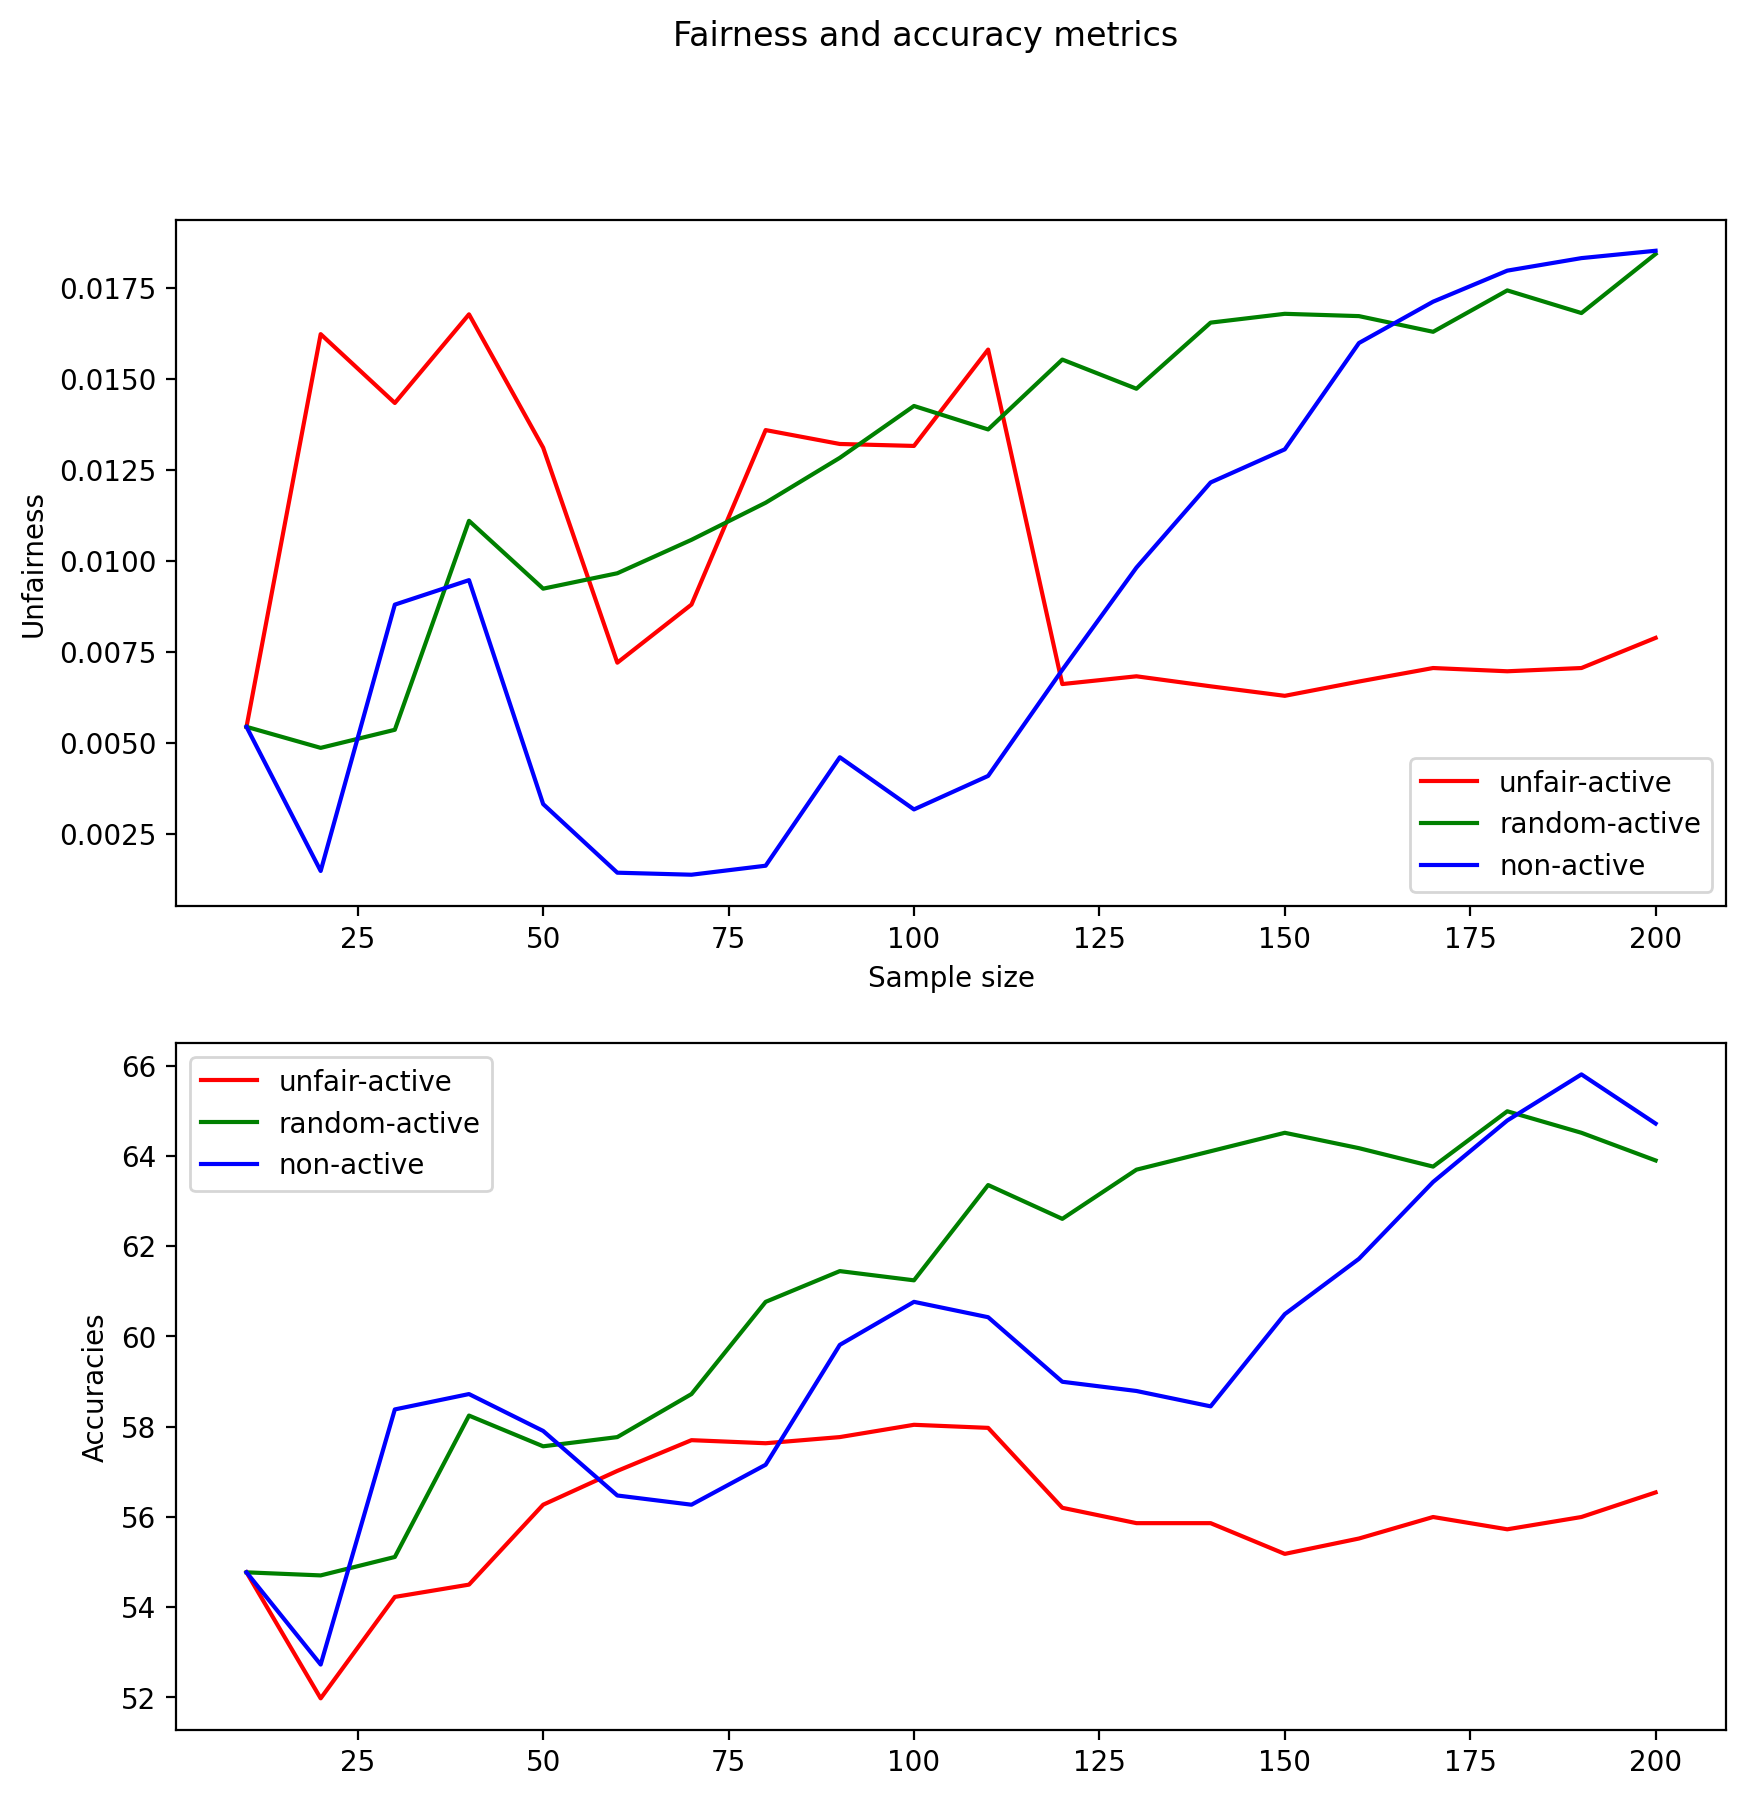 Fairness and accuracy metrics
Unfairness
0.0175
0.0150
0.0125
0.0100
0.0075
0.0050
0.0025
unfair-active
random-active
non-active
25 50 75 100 125 150 175 200
Sample size
Accuracies
66
64
62
60
58
56
54
52
unfair-active
random-active
non-active
25 50 75 100 125 150 175 200